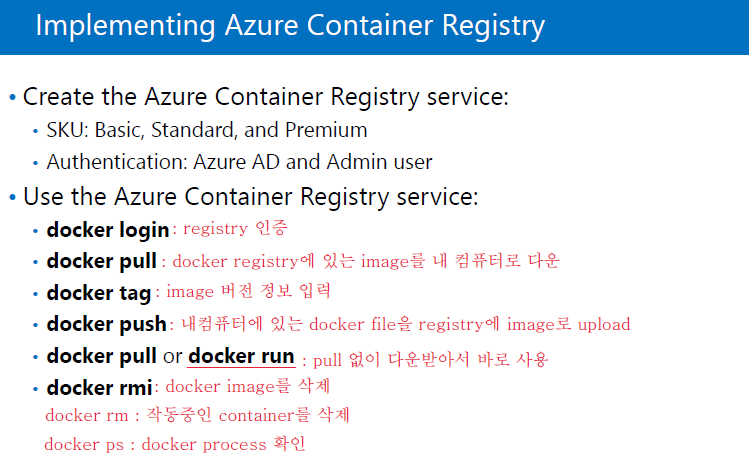 Implementing Azure Container Registry
• Create the Azure Container Registry service:
• SKU: Basic, Standard, and Premium
• Authentication: Azure AD and Admin user
• Use the Azure Container Registry service:
• docker login : registry 인증
• docker pull : docker registry에 있는 image를 내 컴퓨터로 다운
• docker tag : image 버전 정보 입력
• docker push : 내컴퓨터에 있는 docker file을 registry에 image로 upload
• docker pull or docker run : pull 없이 다운받아서 바로 사용
• docker rmi : docker image를 삭제
docker rm : 작동중인 container를 삭제
docker ps : docker process 확인